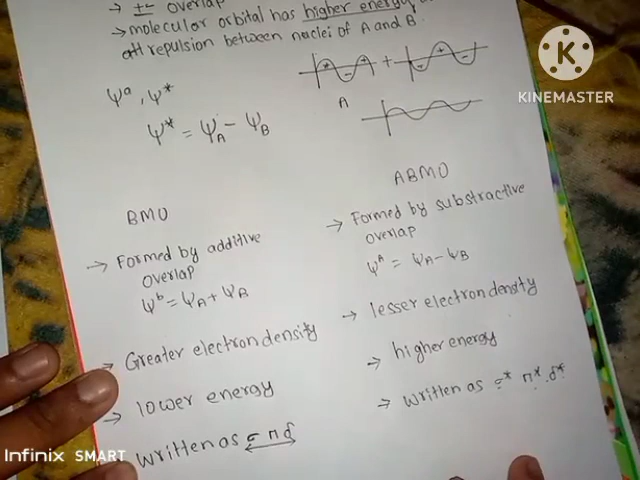 → +- overlap
→ molecular orbital has higher energy
repulsion between nuclei of A and B
ψᵃ, ψ*
ψ* = ψA - ψB
+
-
+
+
-
+
-
A
KINEMASTER
BMO
→ Formed by additive
overlap
ψᵇ = ψA + ψB
→ Greater electron density
→ lower energy
written as σ π δ
ABMO
→ Formed by substractive
overlap
ψᴬ = ψA - ψB
→ lesser electron density
→ higher energy
→ written as σ* π* δ*
Infinix SMART